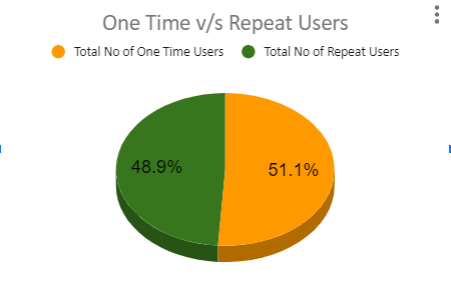 One Time v/s Repeat Users
Total No of One Time Users Total No of Repeat Users
48.9% 51.1%